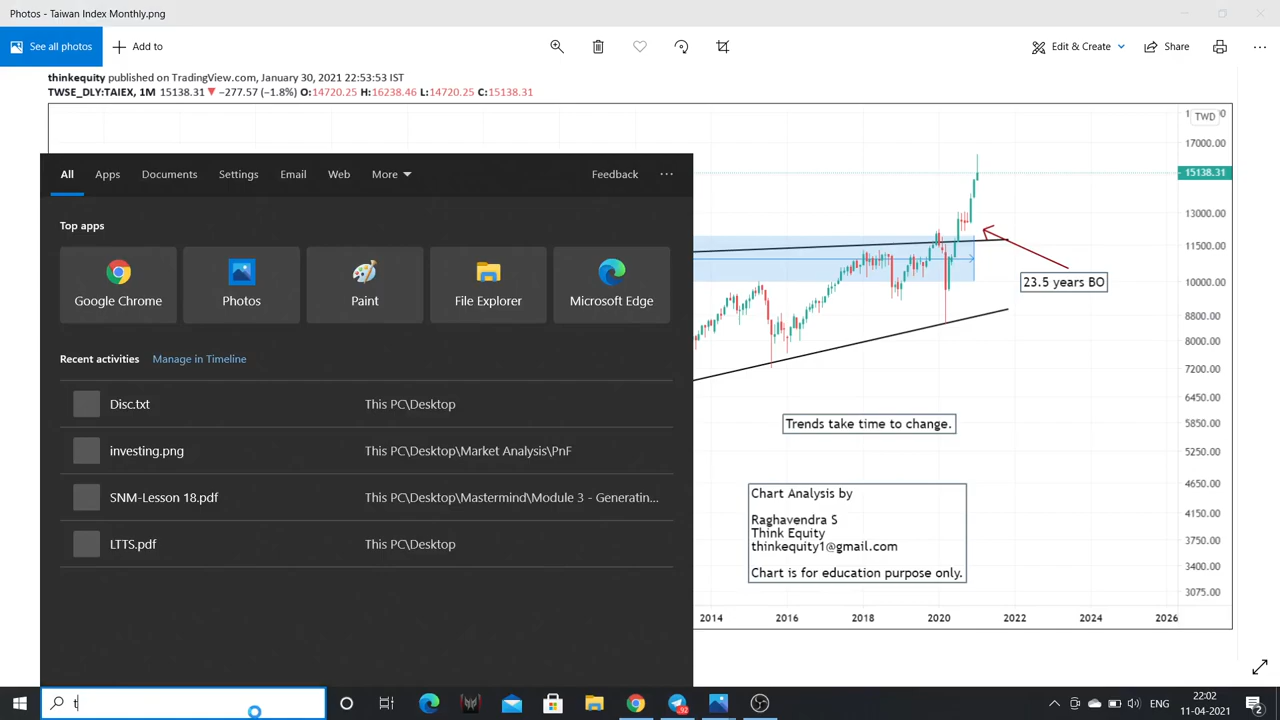 Photos - Taiwan Index Monthly.png
See all photos
Add to
Edit & Create
Share
thinkequity published on TradingView.com, January 30, 2021 22:53:53 IST
TWSE_DLY:TAIEX, 1M 15138.31 ▼ −277.57 (−1.8%) O:14720.25 H:16238.46 L:14720.25 C:15138.31
TWD
17000.00
15138.31
13000.00
11500.00
10000.00
8800.00
8000.00
7200.00
6450.00
5850.00
5250.00
4650.00
4150.00
3750.00
3400.00
3075.00
23.5 years BO
Trends take time to change.
Chart Analysis by
Raghavendra S
Think Equity
thinkequity1@gmail.com
Chart is for education purpose only.
2014 2016 2018 2020 2022 2024 2026
All Apps Documents Settings Email Web More Feedback
Top apps
Google Chrome
Photos
Paint
File Explorer
Microsoft Edge
Recent activities Manage in Timeline
Disc.txt This PC\Desktop
investing.png This PC\Desktop\Market Analysis\PnF
SNM-Lesson 18.pdf This PC\Desktop\Mastermind\Module 3 - Generatin...
LTTS.pdf This PC\Desktop
t
92
ENG
22:02
11-04-2021
2